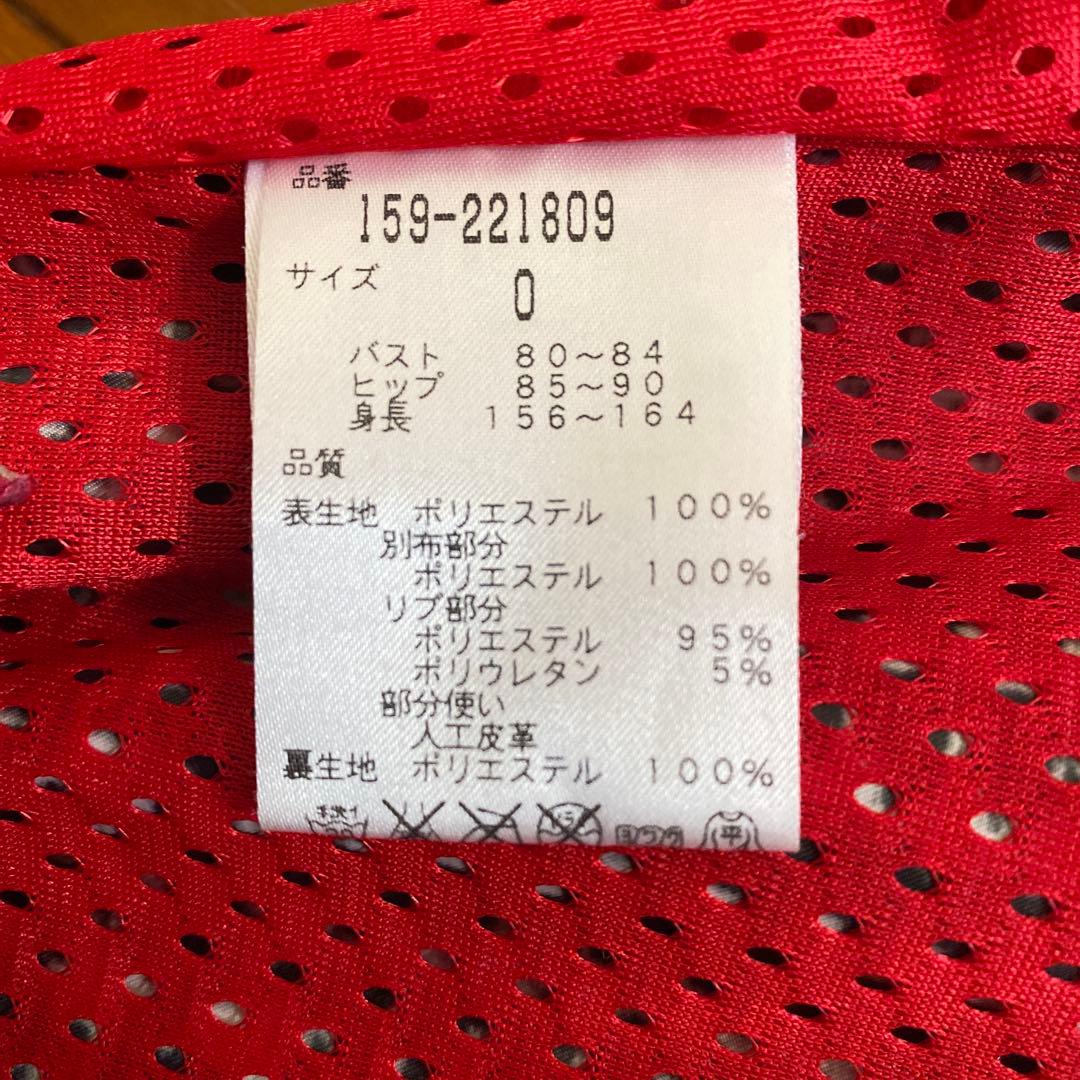 品番
159-221809
サイズ 0
バスト 80～84
ヒップ 85～90
身長 156～164
品質
表生地 ポリエステル 100%
別布部分
ポリエステル 100%
リブ部分
ポリエステル 95%
ポリウレタン 5%
部分使い
人工皮革
裏生地 ポリエステル 100%
手洗イ
平